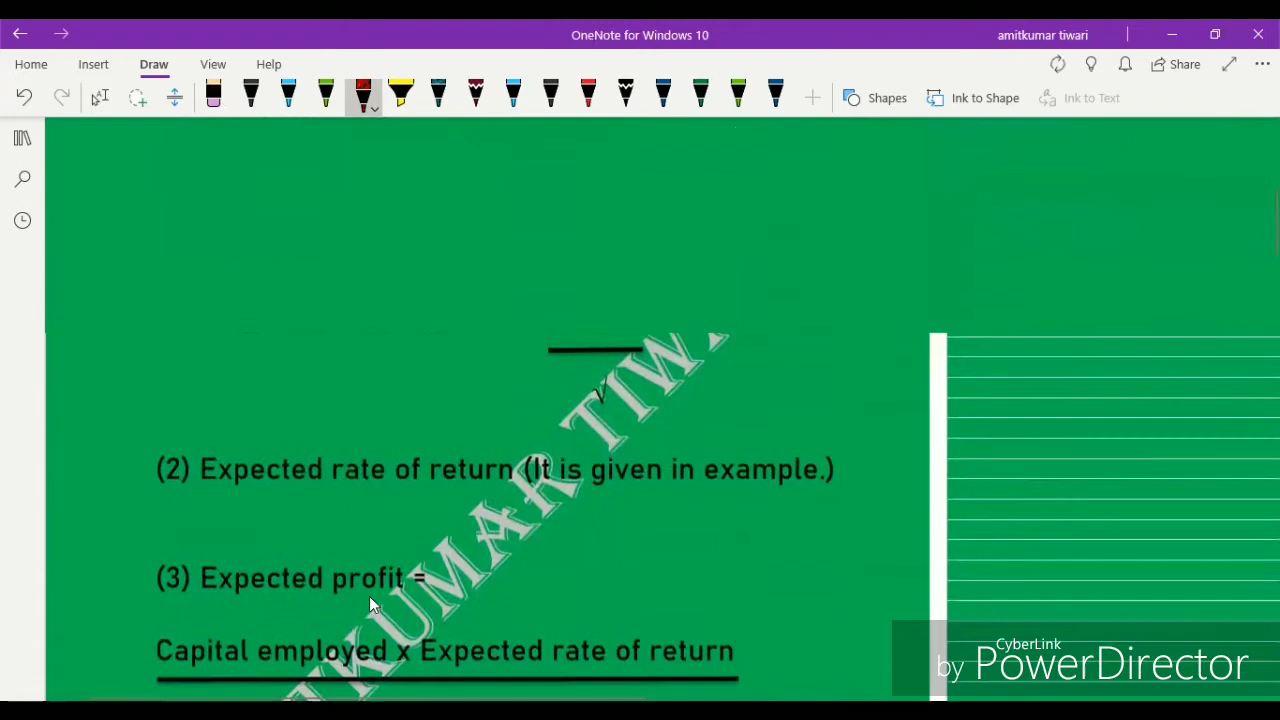 OneNote for Windows 10
amitkumar tiwari
Home Insert Draw View Help
Share
Shapes
Ink to Shape
Ink to Text
(2) Expected rate of return (It is given in example.)
(3) Expected profit =
Capital employed x Expected rate of return
KUMAR TIW
CyberLink
by PowerDirector